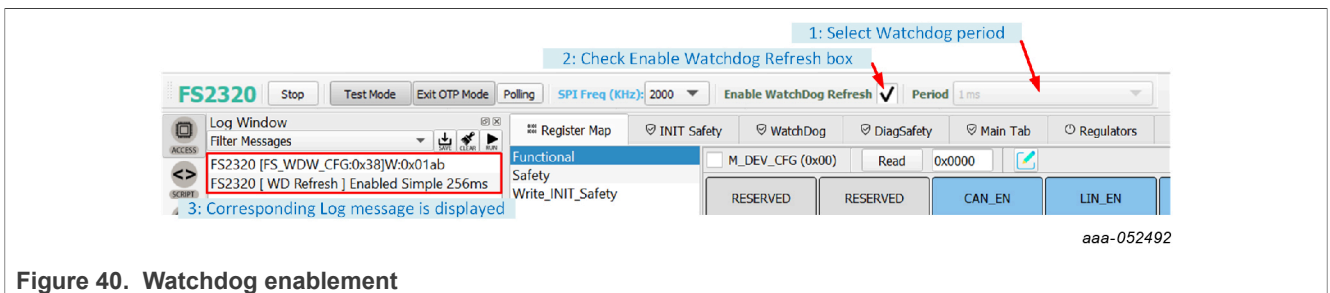 1: Select Watchdog period
2: Check Enable Watchdog Refresh box
FS2320 Stop Test Mode Exit OTP Mode Polling SPI Freq (KHz): 2000 Enable WatchDog Refresh Period 1 ms
Log Window
Filter Messages
SAVE CLEAR RUN
ACCESS
FS2320 [FS_WDW_CFG:0x38]W:0x01ab
FS2320 [ WD Refresh ] Enabled Simple 256ms
SCRIPT
3: Corresponding Log message is displayed
Register Map INIT Safety WatchDog DiagSafety Main Tab Regulators
Functional
Safety
Write_INIT_Safety
M_DEV_CFG (0x00) Read 0x0000
RESERVED RESERVED CAN_EN LIN_EN
aaa-052492
Figure 40. Watchdog enablement